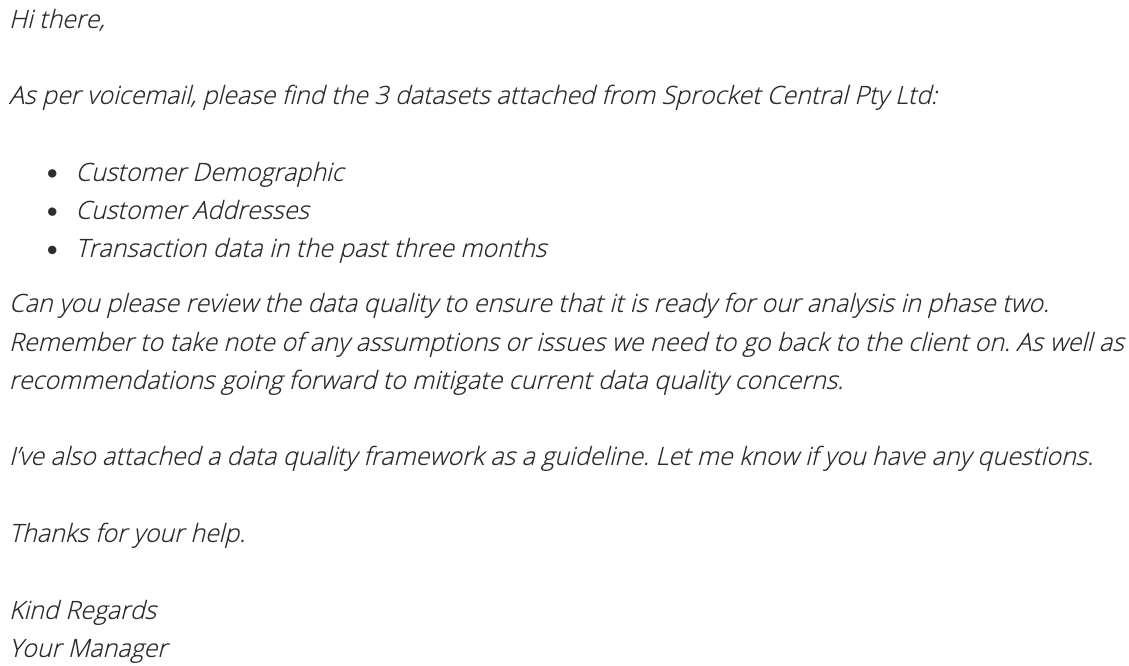 Hi there,
As per voicemail, please find the 3 datasets attached from Sprocket Central Pty Ltd:
• Customer Demographic
• Customer Addresses
• Transaction data in the past three months
Can you please review the data quality to ensure that it is ready for our analysis in phase two.
Remember to take note of any assumptions or issues we need to go back to the client on. As well as
recommendations going forward to mitigate current data quality concerns.
I've also attached a data quality framework as a guideline. Let me know if you have any questions.
Thanks for your help.
Kind Regards
Your Manager